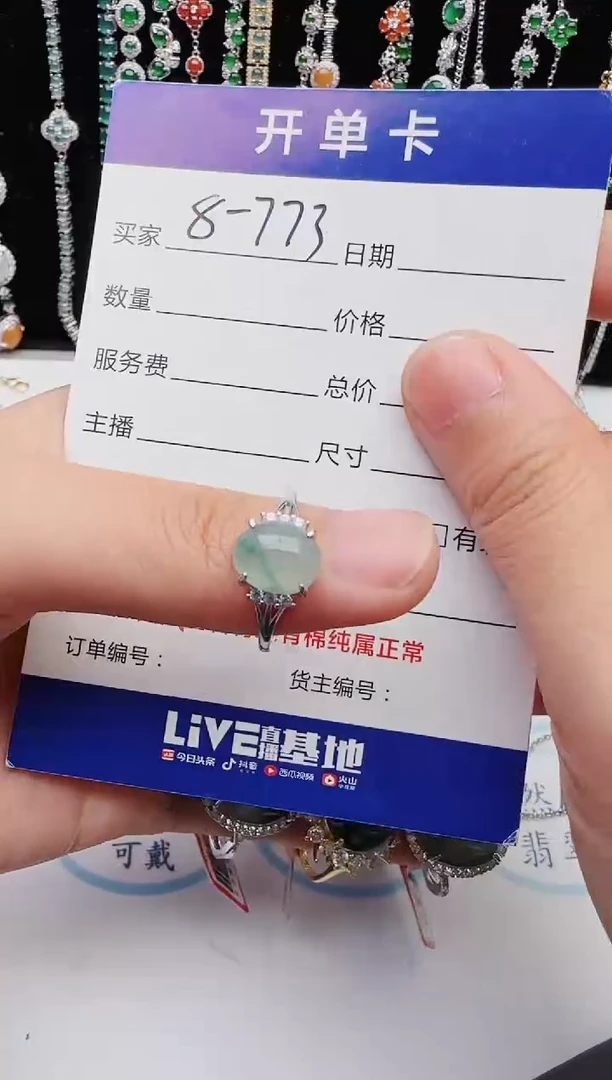 开单卡
买家 8-773 日期
数量 价格
服务费 总价
主播 尺寸
□有
有棉纯属正常
订单编号： 货主编号：
LiVE直播基地
今日头条 抖音 西瓜视频 火山
可戴 翡